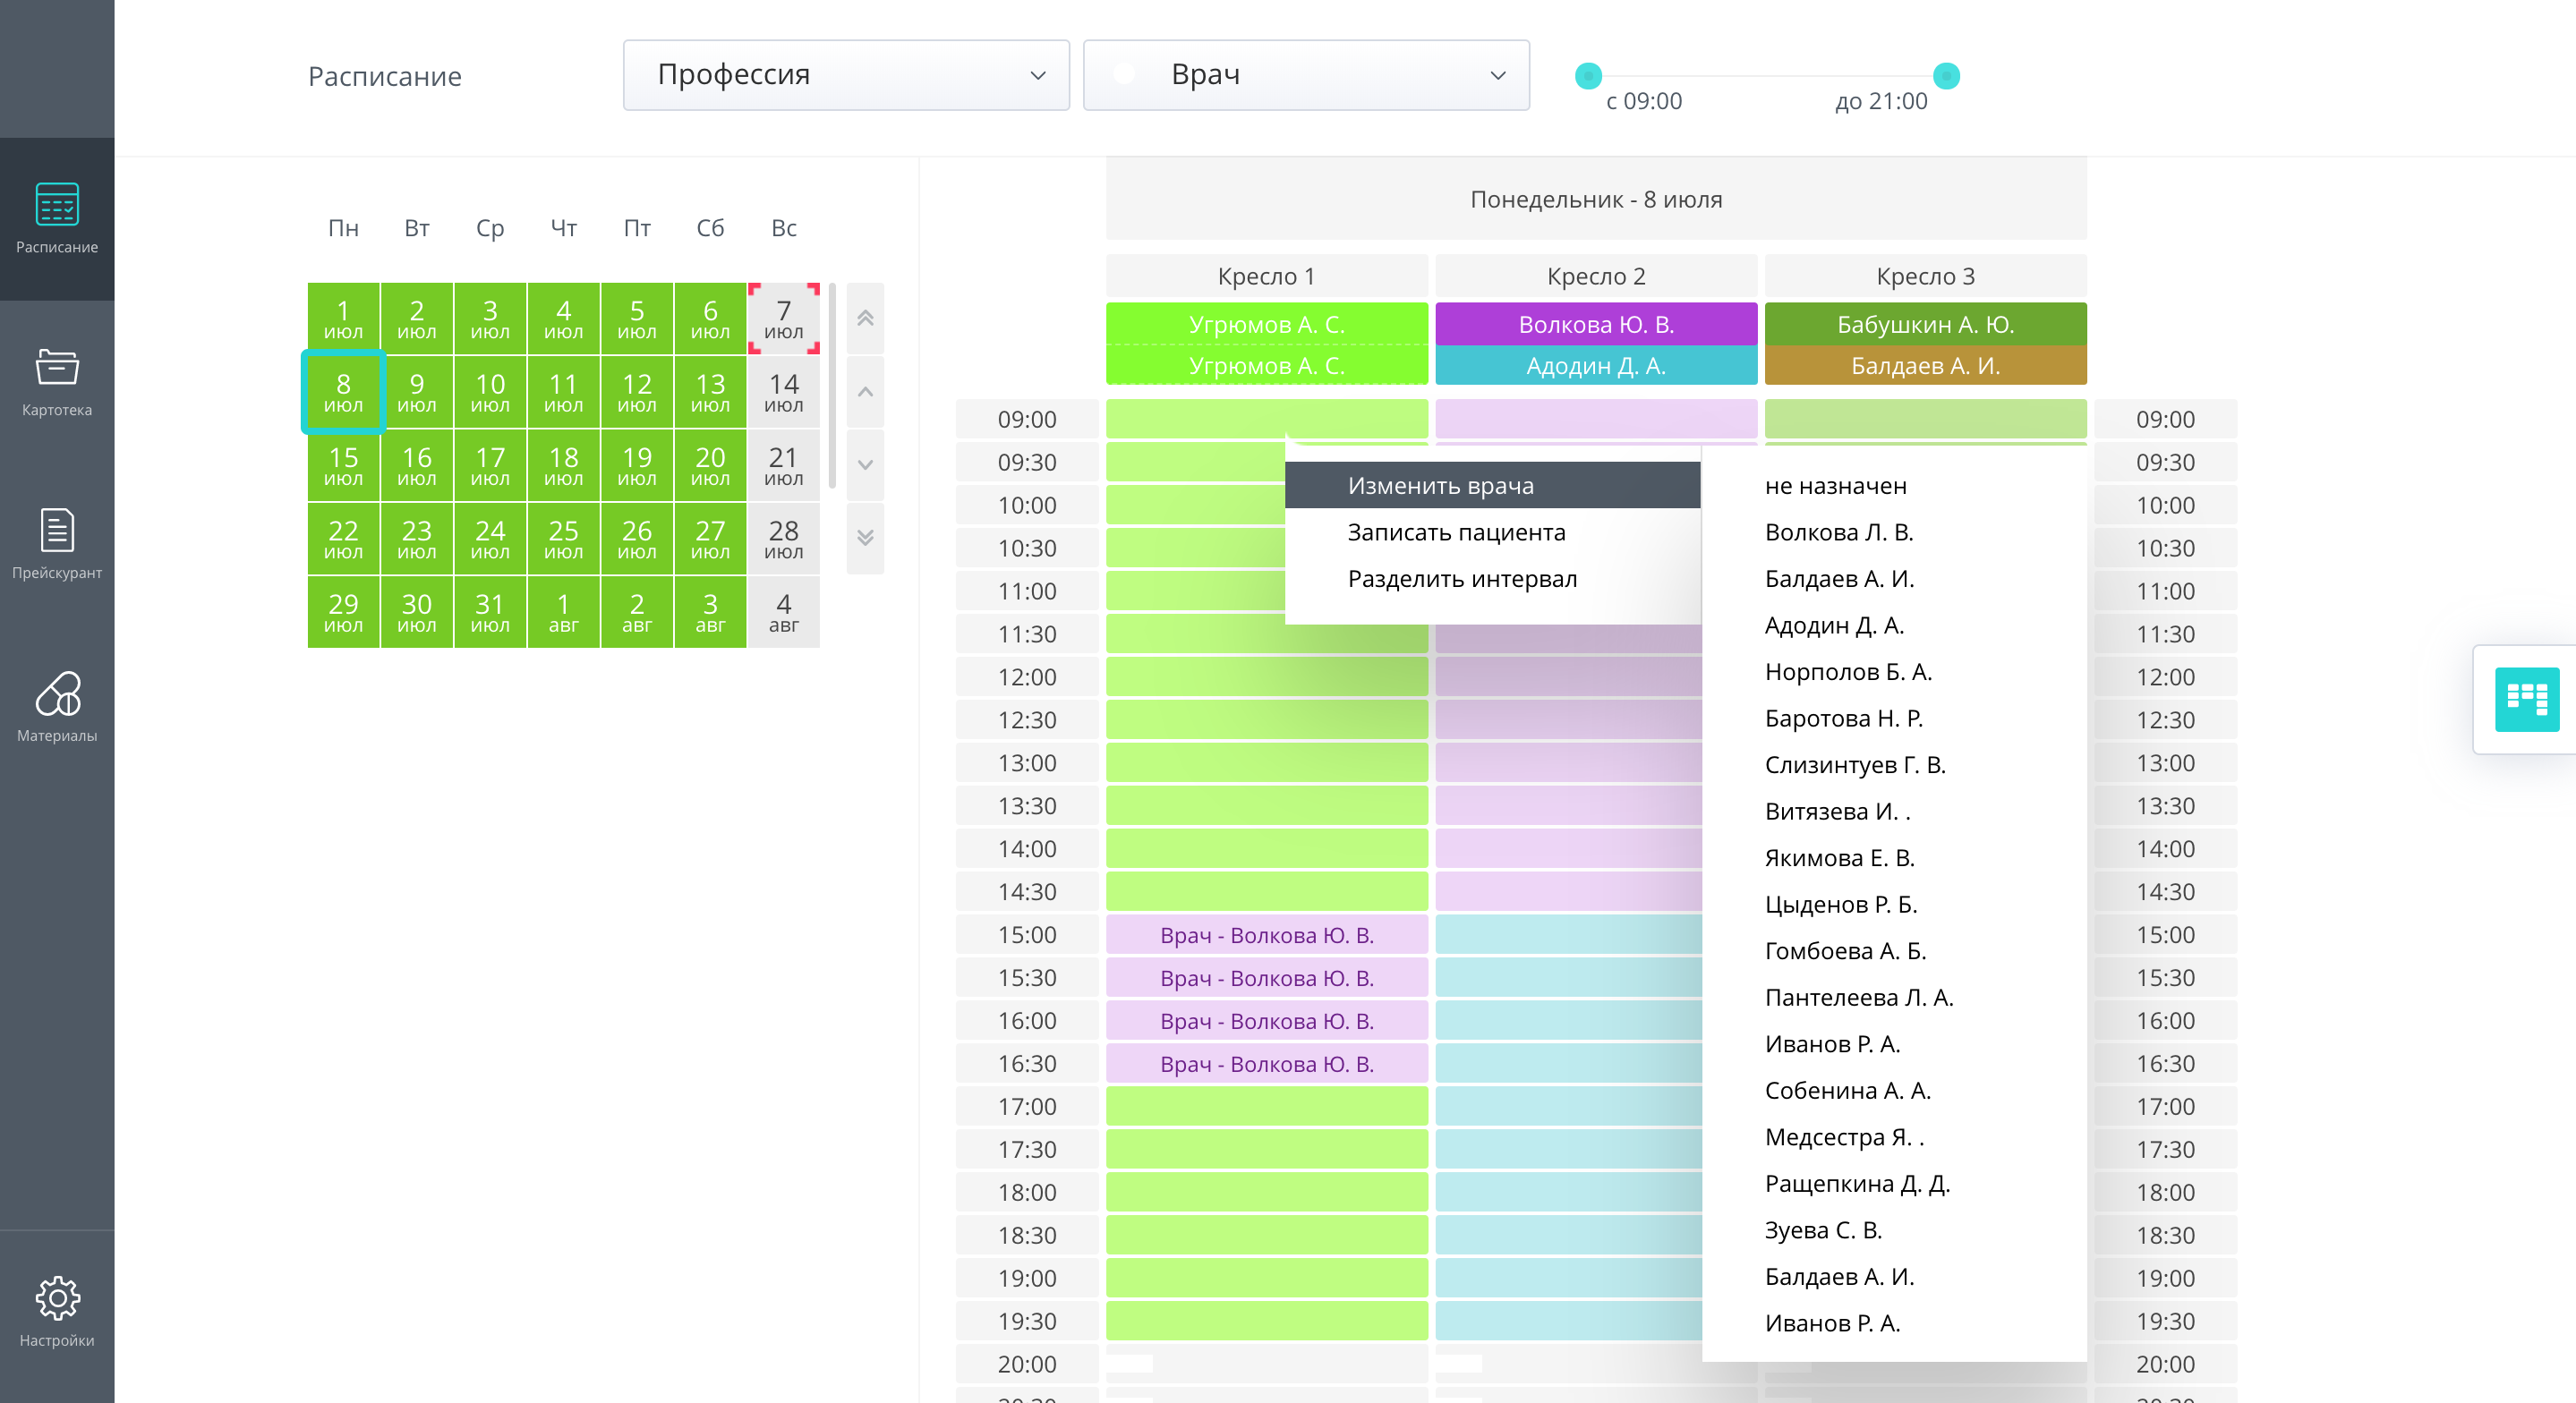 Расписание
Профессия
Врач
с 09:00
до 21:00
Расписание
Картотека
Прейскурант
Материалы
Настройки
Пн Вт Ср Чт Пт Сб Вс
1 2 3 4 5 6 7
июл июл июл июл июл июл июл
8 9 10 11 12 13 14
июл июл июл июл июл июл июл
15 16 17 18 19 20 21
июл июл июл июл июл июл июл
22 23 24 25 26 27 28
июл июл июл июл июл июл июл
29 30 31 1 2 3 4
июл июл июл авг авг авг авг
Понедельник - 8 июля
Кресло 1 Кресло 2 Кресло 3
Угрюмов А. С. Волкова Ю. В. Бабушкин А. Ю.
Угрюмов А. С. Адодин Д. А. Балдаев А. И.
09:00 09:00
09:30 09:30
10:00 10:00
10:30 10:30
11:00 11:00
11:30 11:30
12:00 12:00
12:30 12:30
13:00 13:00
13:30 13:30
14:00 14:00
14:30 14:30
15:00 Врач - Волкова Ю. В. 15:00
15:30 Врач - Волкова Ю. В. 15:30
16:00 Врач - Волкова Ю. В. 16:00
16:30 Врач - Волкова Ю. В. 16:30
17:00 17:00
17:30 17:30
18:00 18:00
18:30 18:30
19:00 19:00
19:30 19:30
20:00 20:00
Изменить врача
Записать пациента
Разделить интервал
не назначен
Волкова Л. В.
Балдаев А. И.
Адодин Д. А.
Норполов Б. А.
Баротова Н. Р.
Слизинтуев Г. В.
Витязева И. .
Якимова Е. В.
Цыденов Р. Б.
Гомбоева А. Б.
Пантелеева Л. А.
Иванов Р. А.
Собенина А. А.
Медсестра Я. .
Ращепкина Д. Д.
Зуева С. В.
Балдаев А. И.
Иванов Р. А.